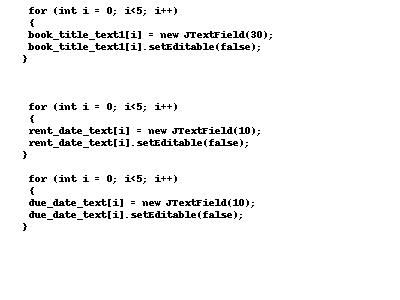 for (int i = 0; i<5; i++)
{
book_title_text1[i] = new JTextField(30);
book_title_text1[i].setEditable(false);
}
for (int i = 0; i<5; i++)
{
rent_date_text[i] = new JTextField(10);
rent_date_text[i].setEditable(false);
}
for (int i = 0; i<5; i++)
{
due_date_text[i] = new JTextField(10);
due_date_text[i].setEditable(false);
}